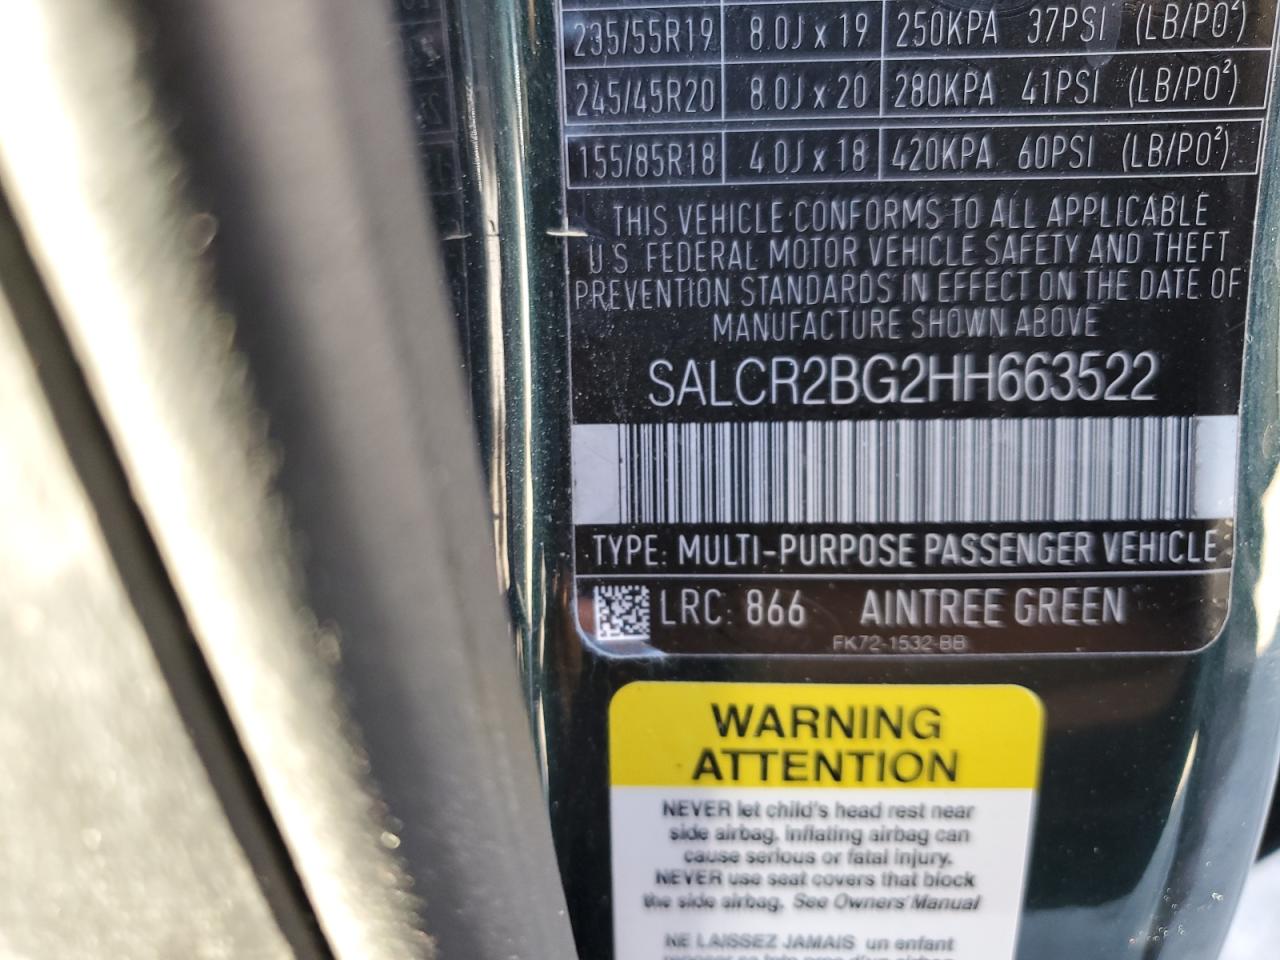 235/55R19 8.0J x 19 250KPA 37PSI (LB/PO²)
245/45R20 8.0J x 20 280KPA 41PSI (LB/PO²)
155/85R18 4.0J x 18 420KPA 60PSI (LB/PO²)
THIS VEHICLE CONFORMS TO ALL APPLICABLE
U.S. FEDERAL MOTOR VEHICLE SAFETY AND THEFT
PREVENTION STANDARDS IN EFFECT ON THE DATE OF
MANUFACTURE SHOWN ABOVE
SALCR2BG2HH663522
TYPE: MULTI-PURPOSE PASSENGER VEHICLE
LRC: 866 AINTREE GREEN
FK72-1532-BB
WARNING
ATTENTION
NEVER let child's head rest near
side airbag. Inflating airbag can
cause serious or fatal injury.
NEVER use seat covers that block
the side airbag. See Owners' Manual
NE LAISSEZ JAMAIS un enfant